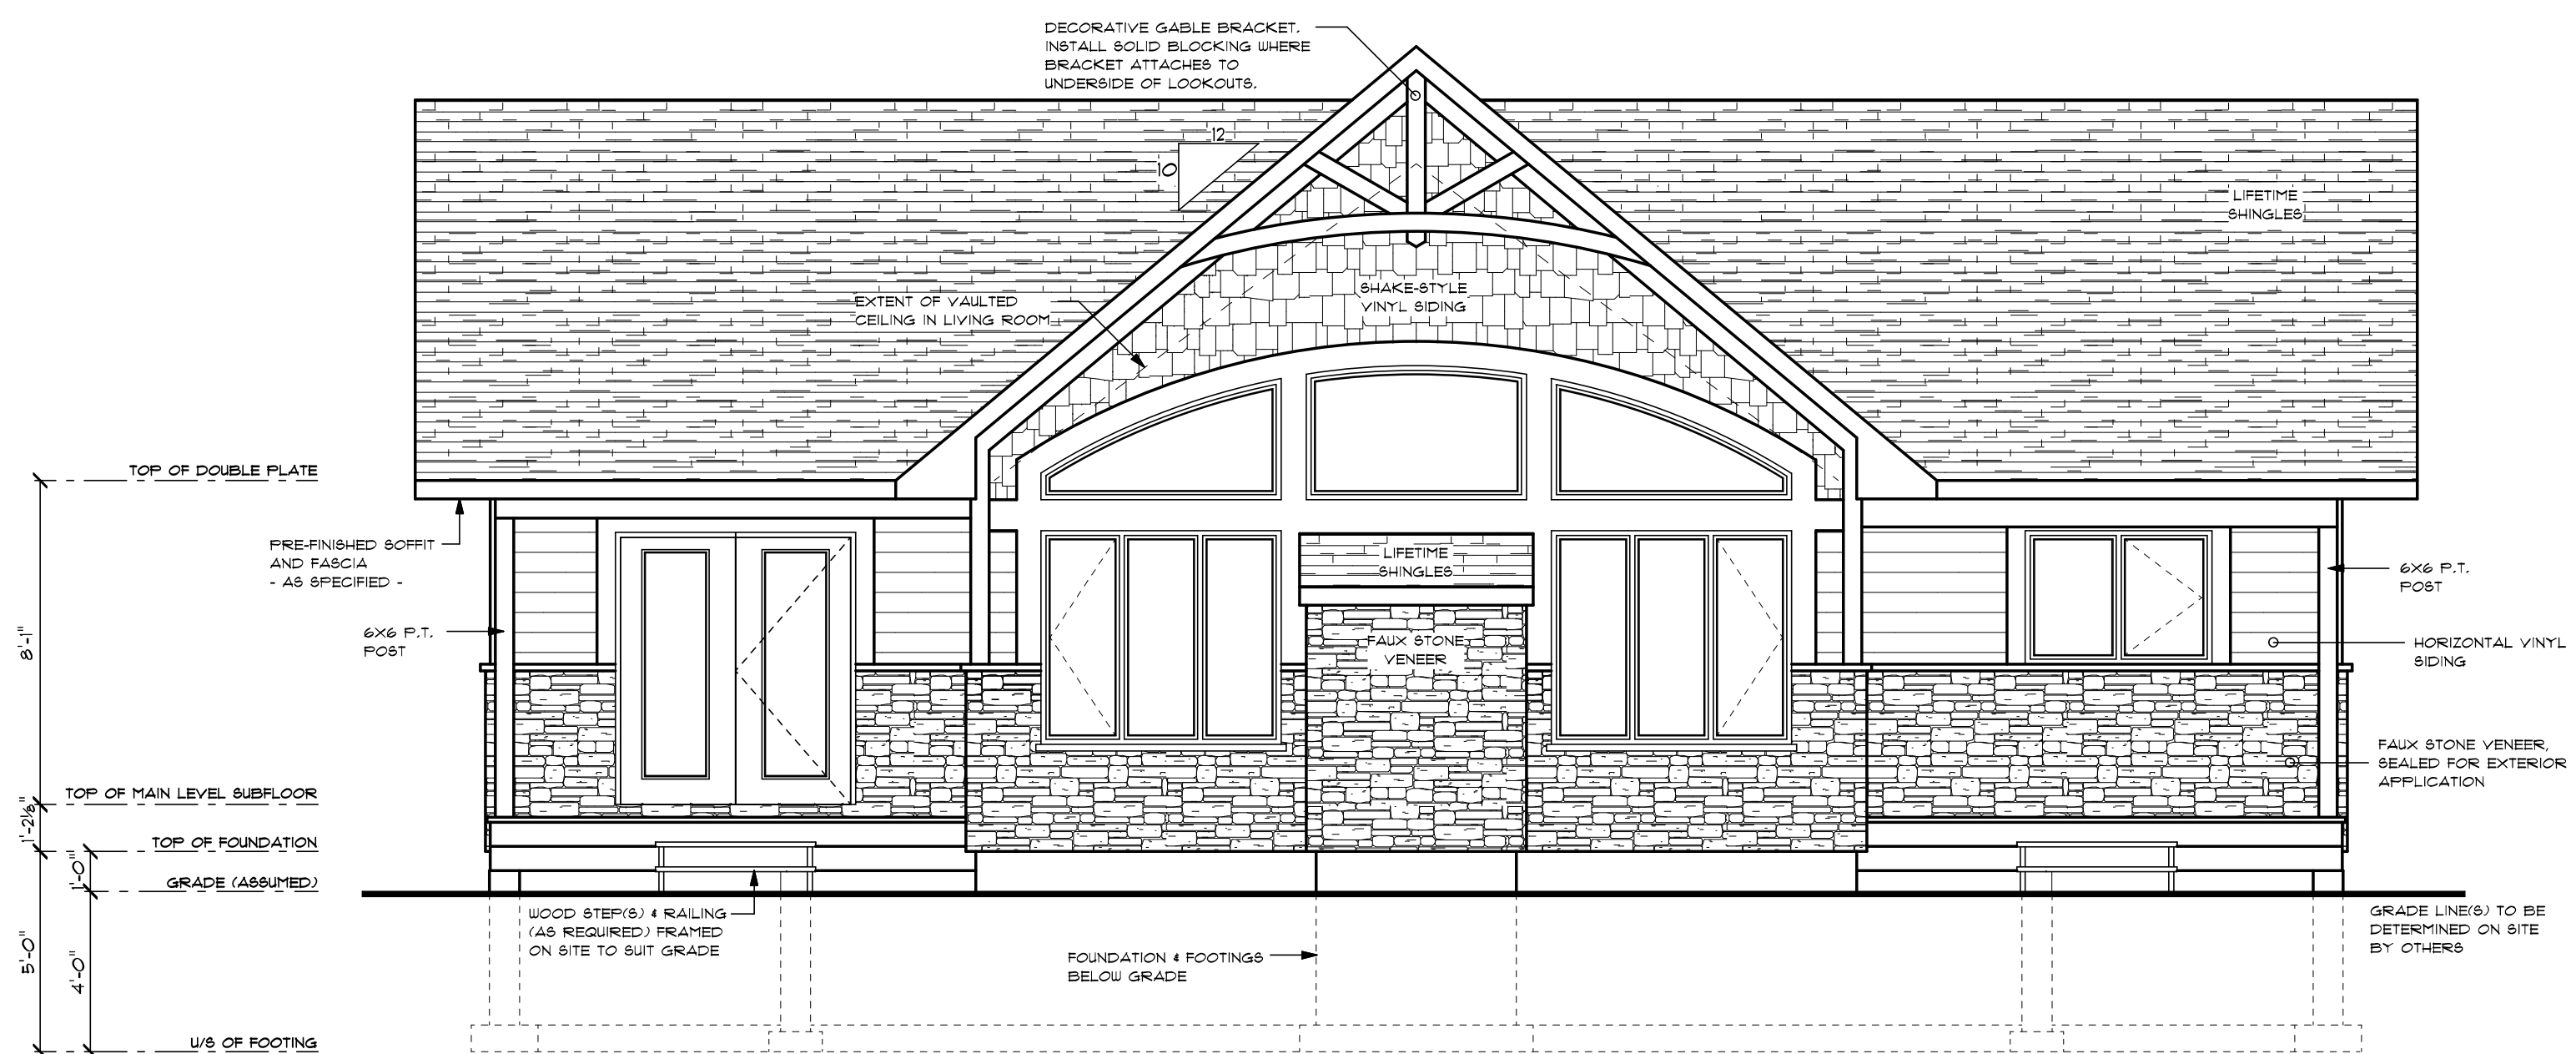 DECORATIVE GABLE BRACKET.
INSTALL SOLID BLOCKING WHERE
BRACKET ATTACHES TO
UNDERSIDE OF LOOKOUTS.
12
10
LIFETIME
SHINGLES
EXTENT OF VAULTED
CEILING IN LIVING ROOM
SHAKE-STYLE
VINYL SIDING
TOP OF DOUBLE PLATE
PRE-FINISHED SOFFIT
AND FASCIA
- AS SPECIFIED -
LIFETIME
SHINGLES
6X6 P.T.
POST
6X6 P.T.
POST
8'-1"
FAUX STONE
VENEER
HORIZONTAL VINYL
SIDING
FAUX STONE VENEER,
SEALED FOR EXTERIOR
APPLICATION
TOP OF MAIN LEVEL SUBFLOOR
1'-2⅛"
TOP OF FOUNDATION
1'-0"
GRADE (ASSUMED)
WOOD STEP(S) & RAILING
(AS REQUIRED) FRAMED
ON SITE TO SUIT GRADE
GRADE LINE(S) TO BE
DETERMINED ON SITE
BY OTHERS
5'-0"
4'-0"
FOUNDATION & FOOTINGS
BELOW GRADE
U/S OF FOOTING